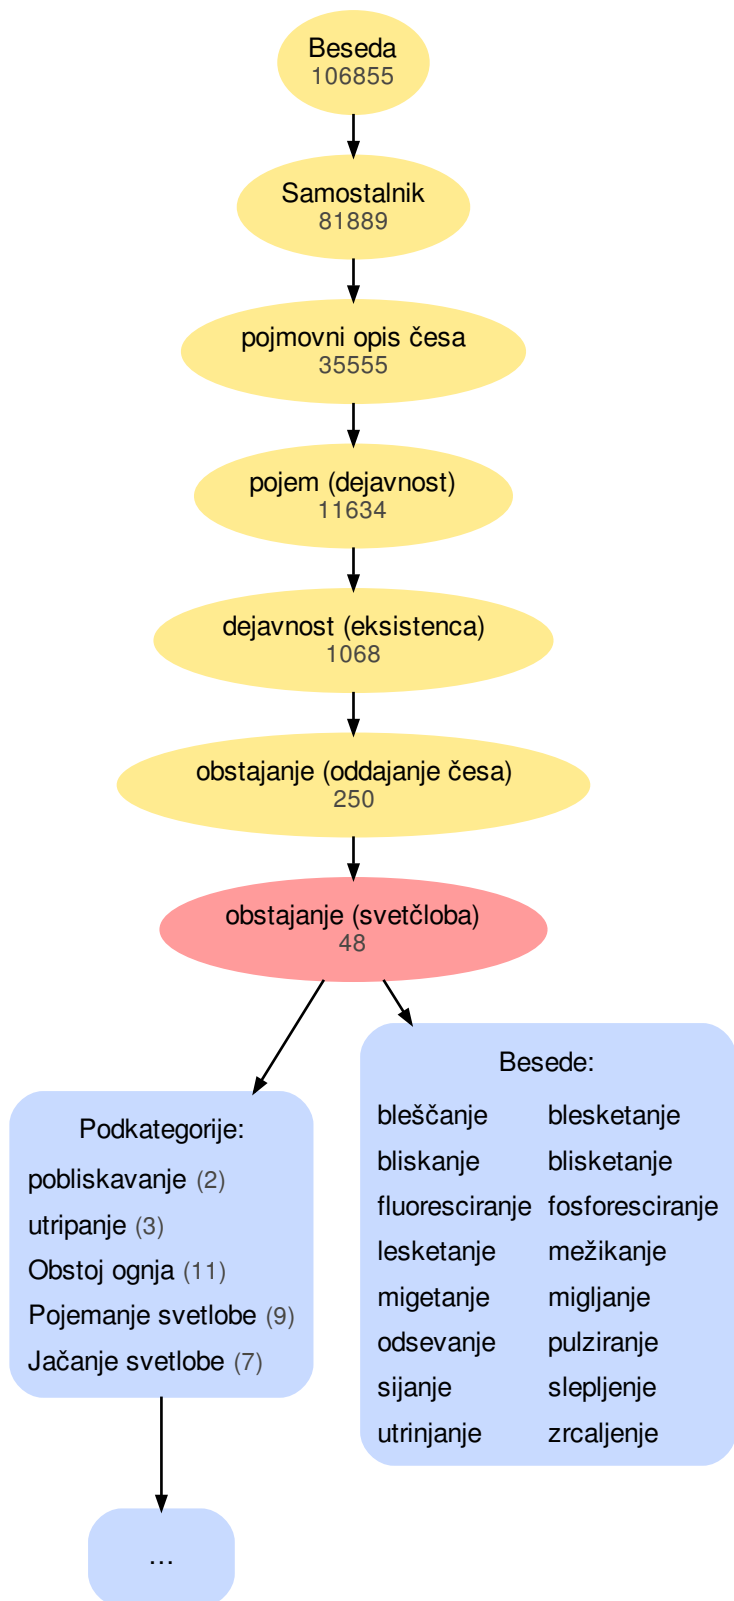 Beseda
106855
Samostalnik
81889
pojmovni opis česa
35555
pojem (dejavnost)
11634
dejavnost (eksistenca)
1068
obstajanje (oddajanje česa)
250
obstajanje (svetčloba)
48
Podkategorije:
pobliskavanje (2)
utripanje (3)
Obstoj ognja (11)
Pojemanje svetlobe (9)
Jačanje svetlobe (7)
...
Besede:
bleščanje blesketanje
bliskanje blisketanje
fluoresciranje fosforesciranje
lesketanje mežikanje
migetanje migljanje
odsevanje pulziranje
sijanje slepljenje
utrinjanje zrcaljenje